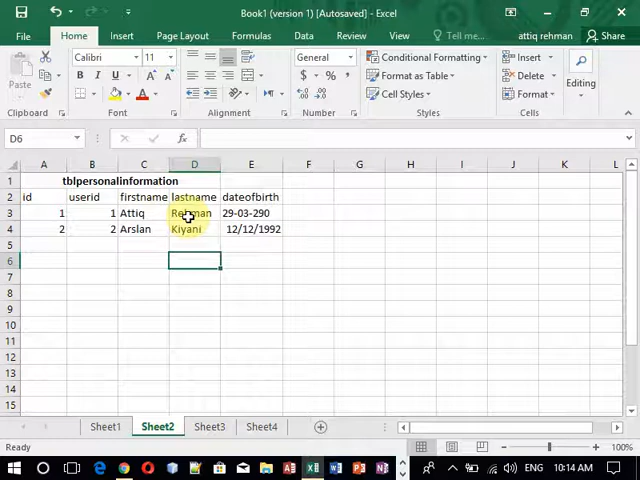 Book1 (version 1) [Autosaved] - Excel
File Home Insert Page Layout Formulas Data Review View attiq rehman Share
Paste Calibri 11 General Conditional Formatting Insert Editing
B I U A A $ % , Format as Table Delete
A Cell Styles Format
Clipboard Font Alignment Number Styles Cells
D6 fx
A B C D E F G H I J K L
1 tblpersonalinformation
2 id userid firstname lastname dateofbirth
3 1 1 Attiq Rehman 29-03-290
4 2 2 Arslan Kiyani 12/12/1992
5
6
7
8
9
10
11
12
13
14
15
Sheet1 Sheet2 Sheet3 Sheet4
Ready 100%
ENG 10:14 AM